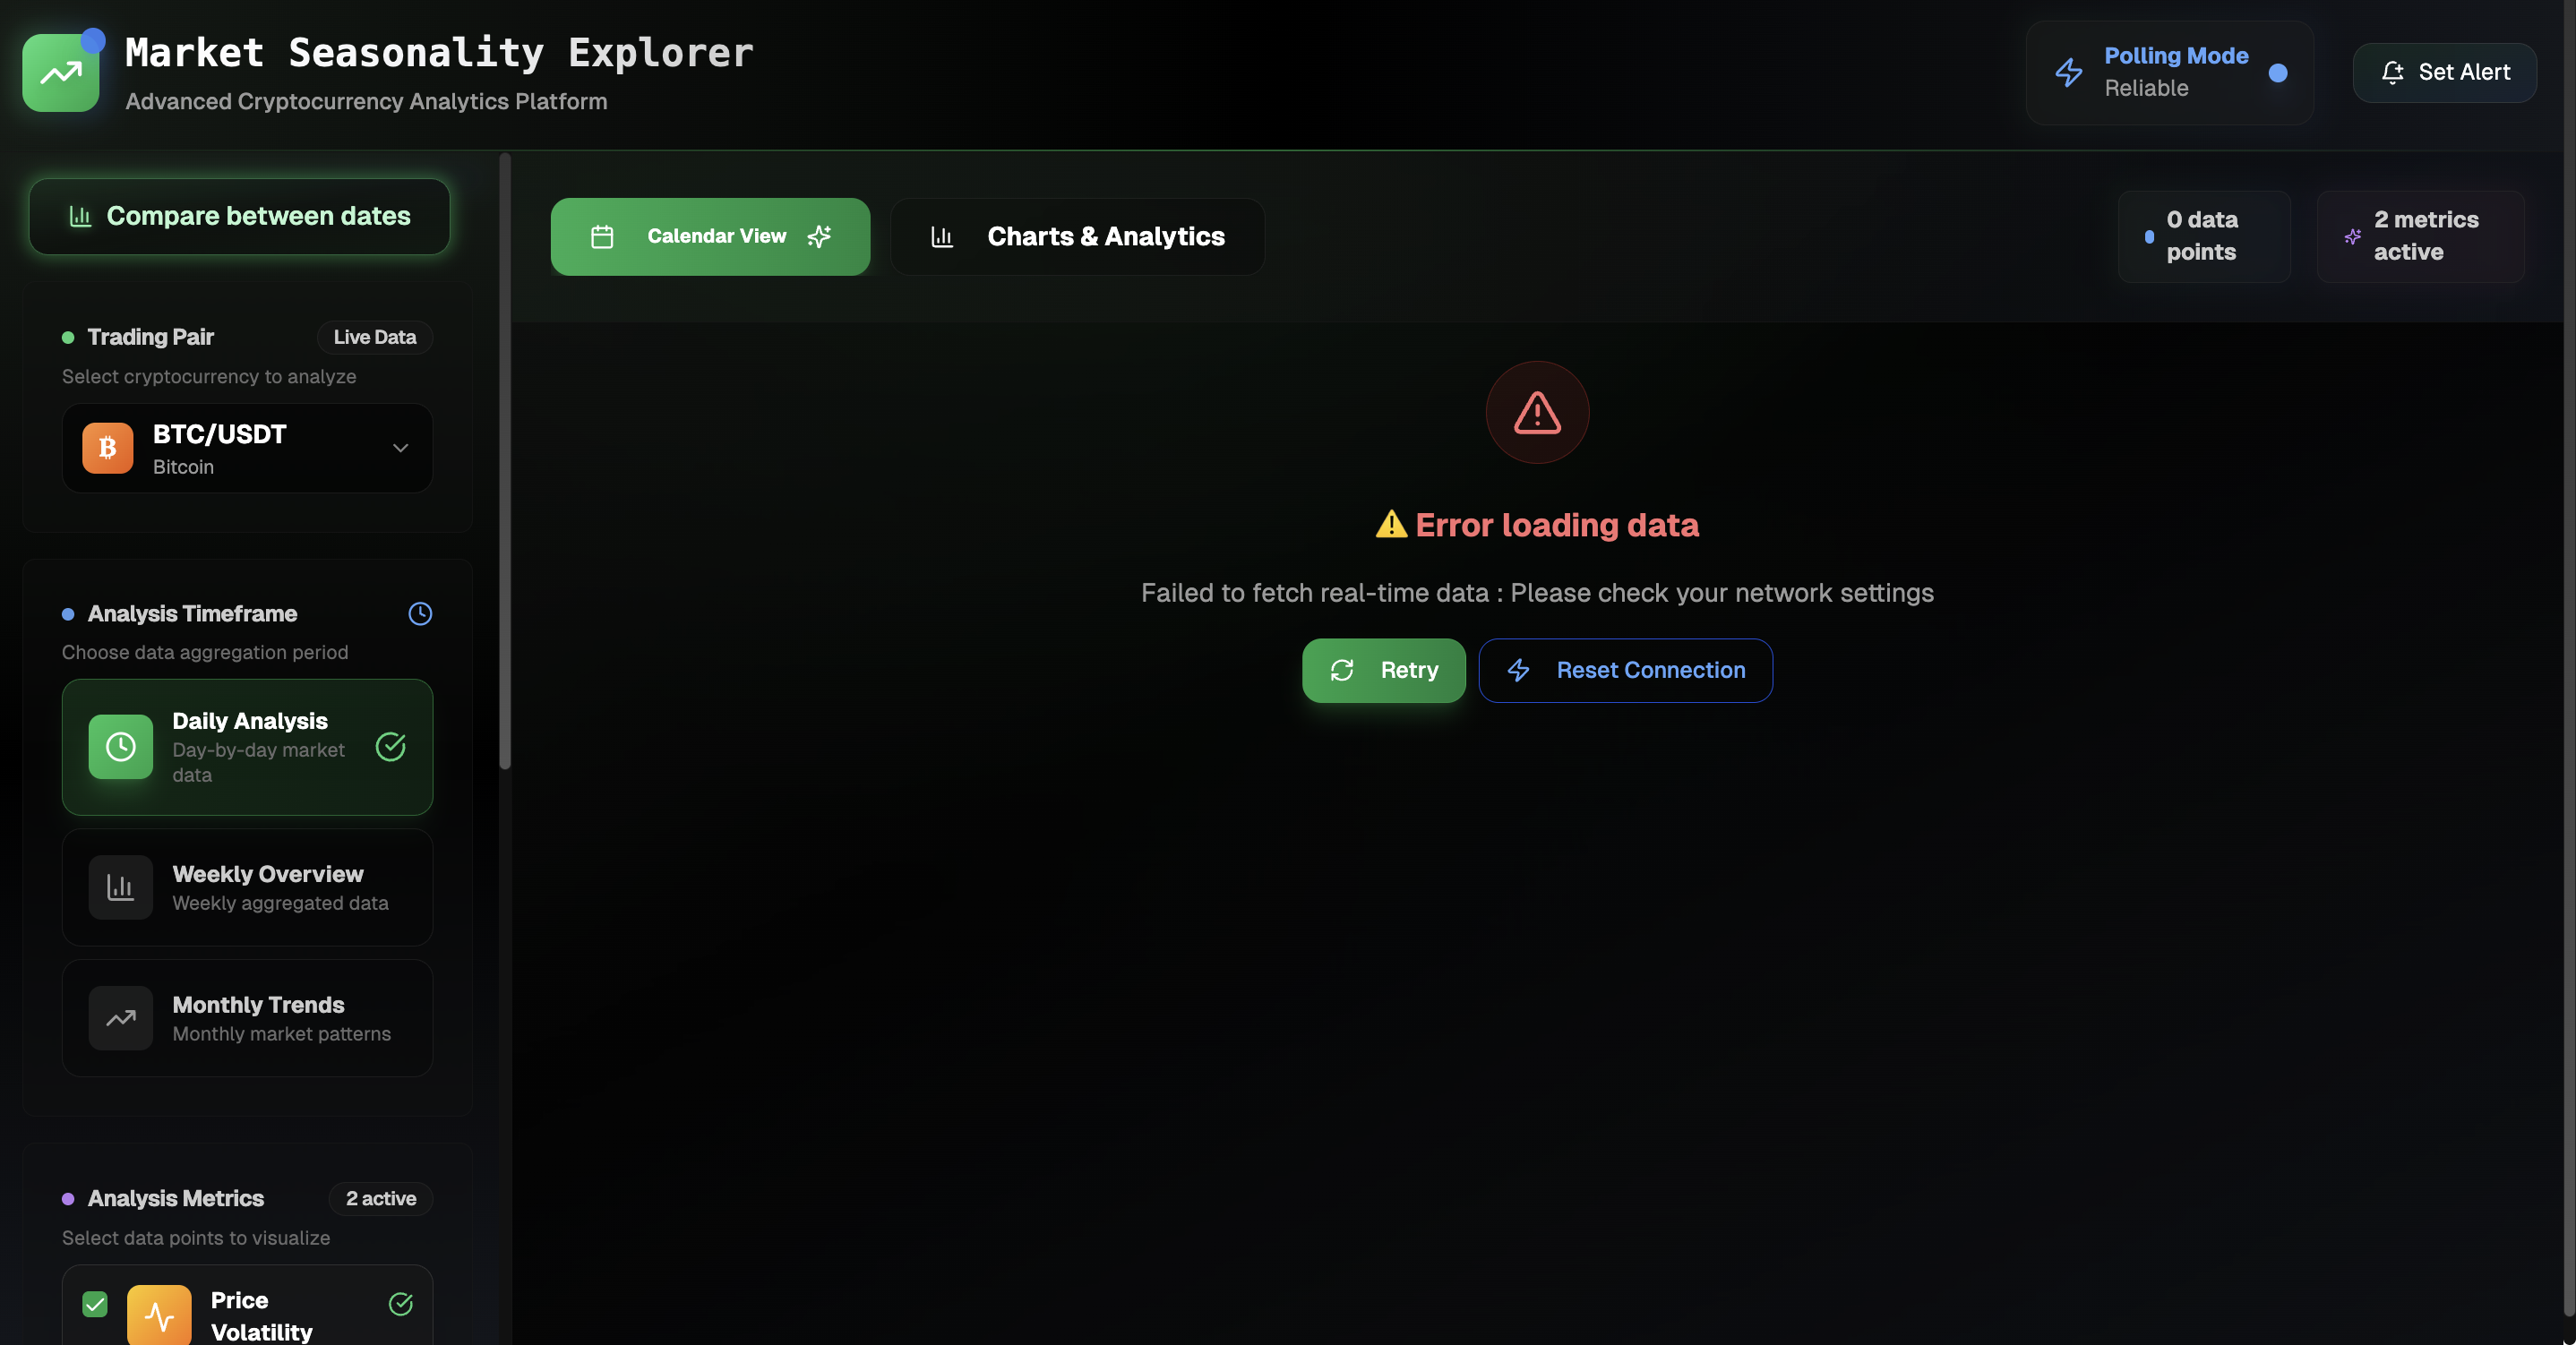 Market Seasonality Explorer
Advanced Cryptocurrency Analytics Platform
Polling Mode
Reliable
Set Alert
Compare between dates
Calendar View
Charts & Analytics
0 data
points
2 metrics
active
Trading Pair
Live Data
Select cryptocurrency to analyze
BTC/USDT
Bitcoin
Analysis Timeframe
Choose data aggregation period
Daily Analysis
Day-by-day market
data
Weekly Overview
Weekly aggregated data
Monthly Trends
Monthly market patterns
Analysis Metrics
2 active
Select data points to visualize
Price
Volatility
⚠️ Error loading data
Failed to fetch real-time data : Please check your network settings
Retry
Reset Connection